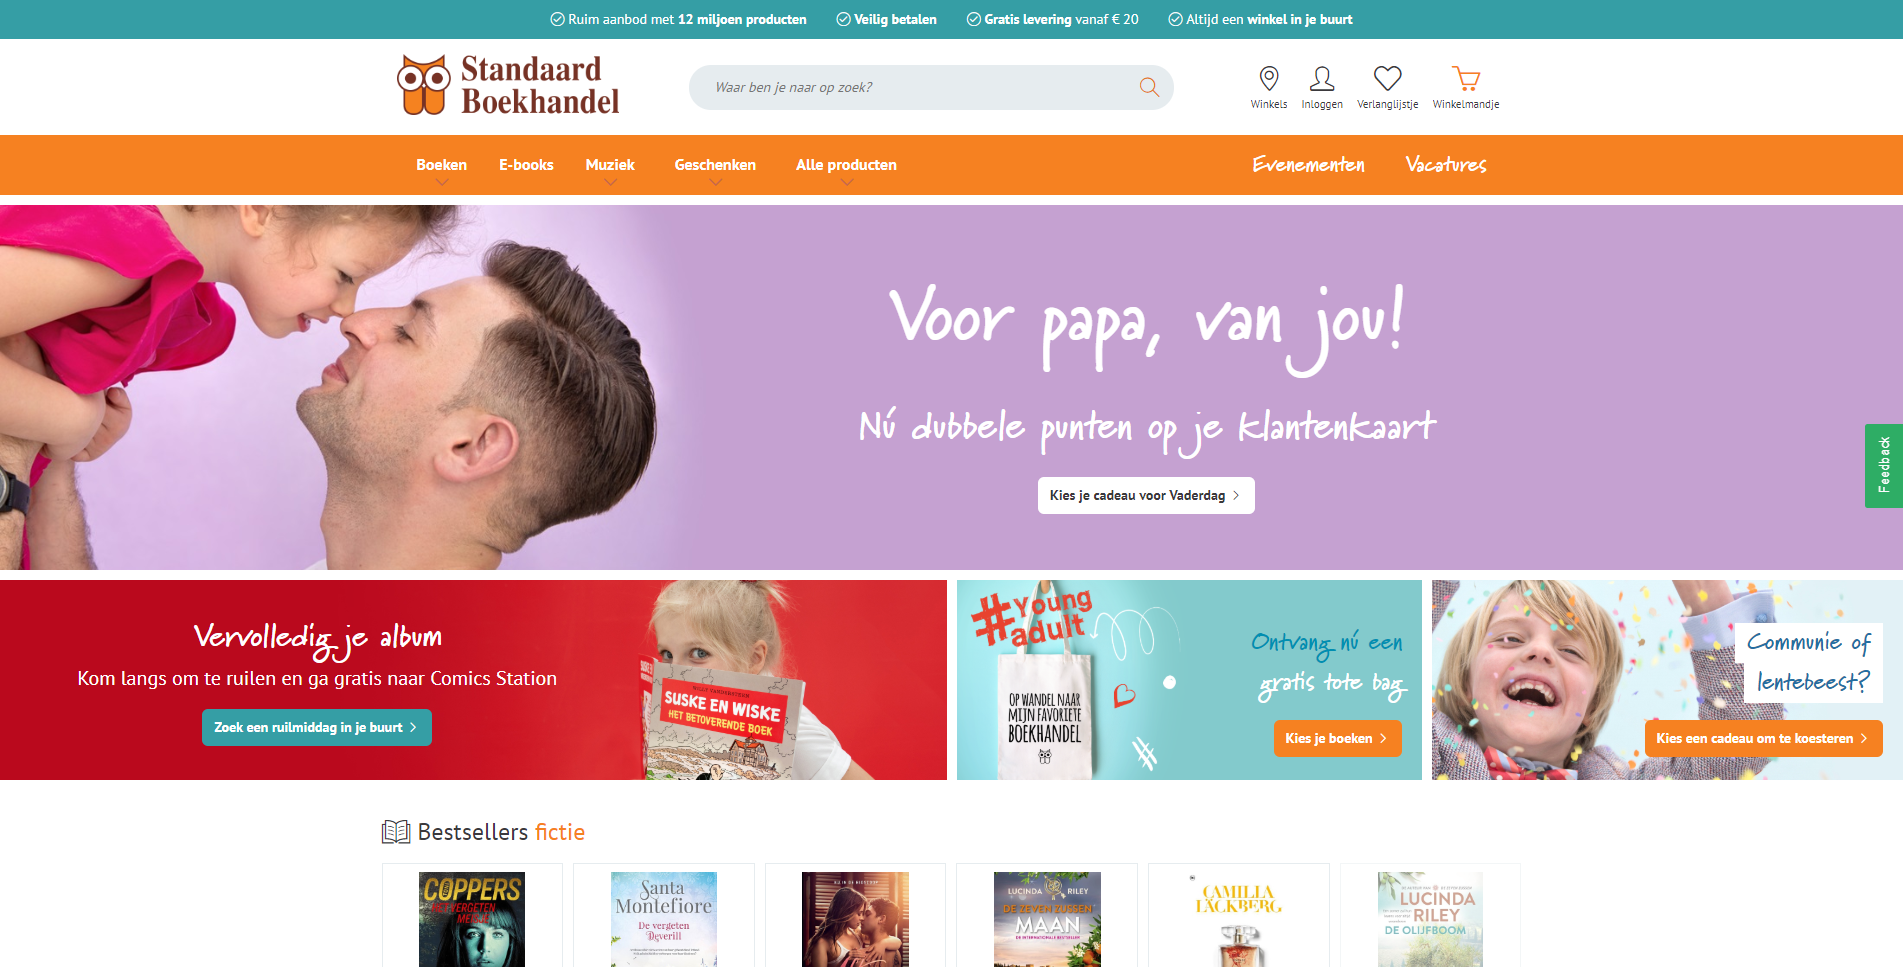 Ruim aanbod met 12 miljoen producten
Veilig betalen
Gratis levering vanaf € 20
Altijd een winkel in je buurt
Standaard
Boekhandel
Waar ben je naar op zoek?
Winkels
Inloggen
Verlanglijstje
Winkelmandje
Boeken
E-books
Muziek
Geschenken
Alle producten
Evenementen
Vacatures
Voor papa, van jou!
Nú dubbele punten op je klantenkaart
Kies je cadeau voor Vaderdag
Feedback
Vervolledig je album
Kom langs om te ruilen en ga gratis naar Comics Station
Zoek een ruilmiddag in je buurt
SUSKE EN WISKE
HET BETOVERENDE BOEK
#Young
adult
OP WANDEL NAAR
MIJN FAVORIETE
BOEKHANDEL
Ontvang nú een
gratis tote bag
Kies je boeken
Communie of
lentebeest?
Kies een cadeau om te koesteren
Bestsellers fictie
COPPERS
HET VERGETEN
MEISJE
Santa
Montefiore
De vergeten
Deverill
LUCINDA RILEY
DE ZEVEN ZUSSEN
MAAN
DE INTERNATIONALE BESTSELLER
CAMILLA
LÄCKBERG
LUCINDA
RILEY
DE OLIJFBOOM